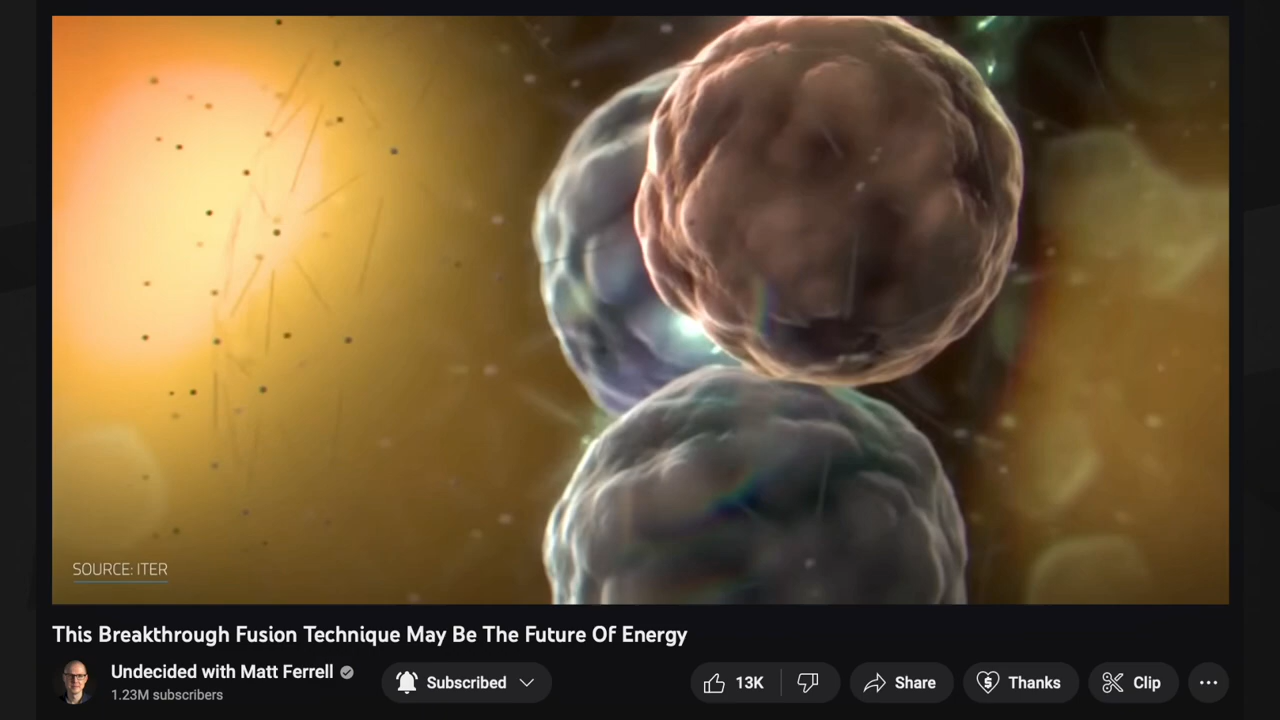 SOURCE: ITER
This Breakthrough Fusion Technique May Be The Future Of Energy
Undecided with Matt Ferrell
1.23M subscribers
Subscribed
13K
Share
Thanks
Clip